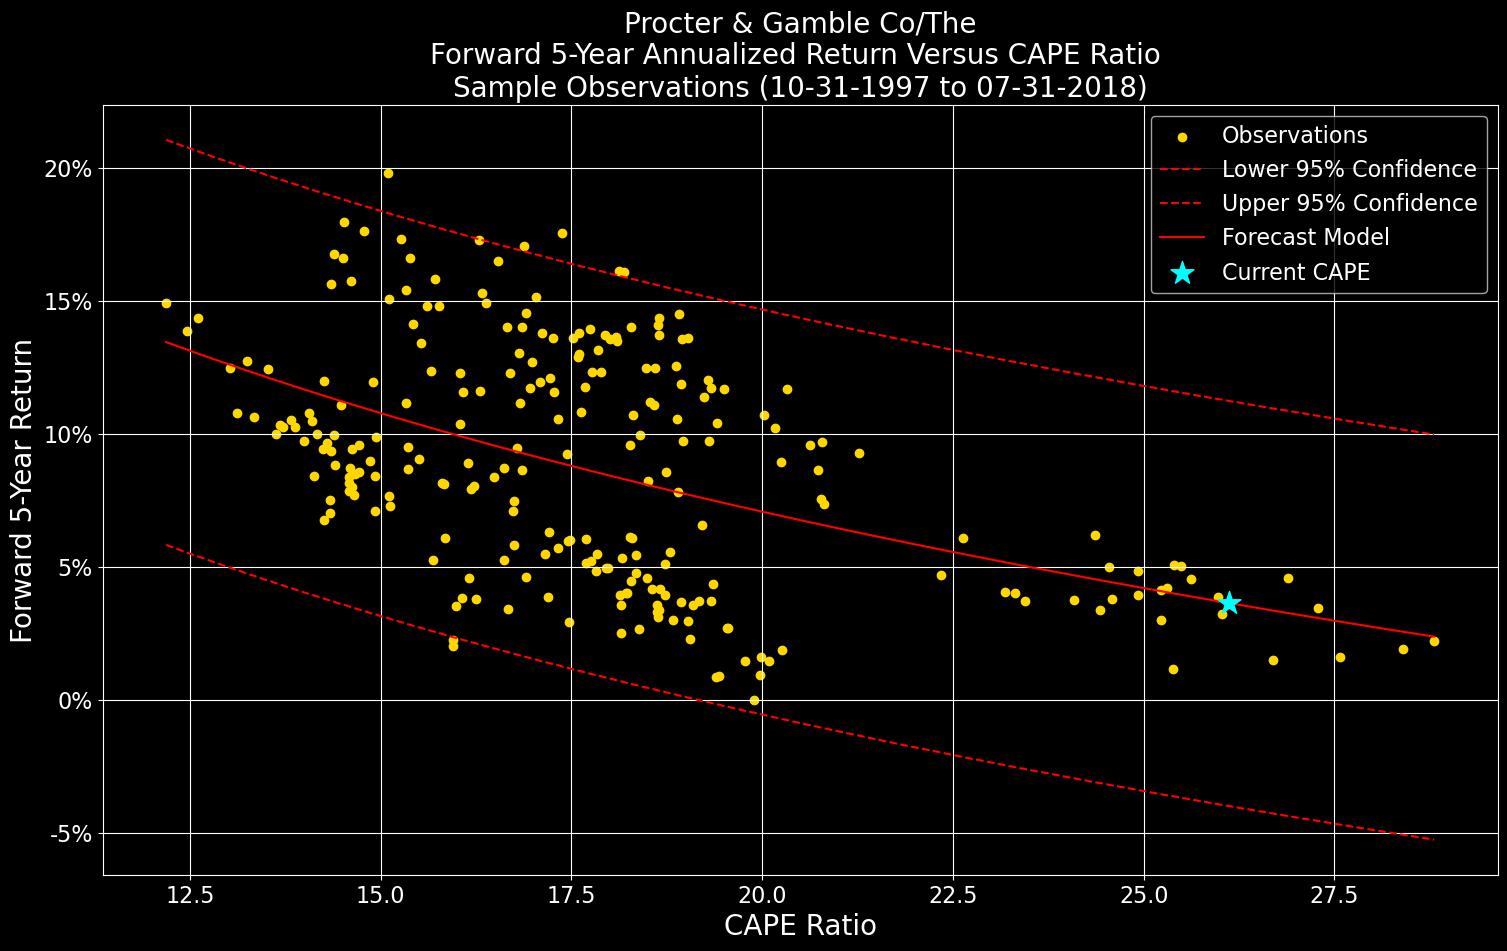 Procter & Gamble Co/The
Forward 5-Year Annualized Return Versus CAPE Ratio
Sample Observations (10-31-1997 to 07-31-2018)
Observations
Lower 95% Confidence
Upper 95% Confidence
Forecast Model
Current CAPE
Forward 5-Year Return
20%
15%
10%
5%
0%
-5%
12.5 15.0 17.5 20.0 22.5 25.0 27.5
CAPE Ratio